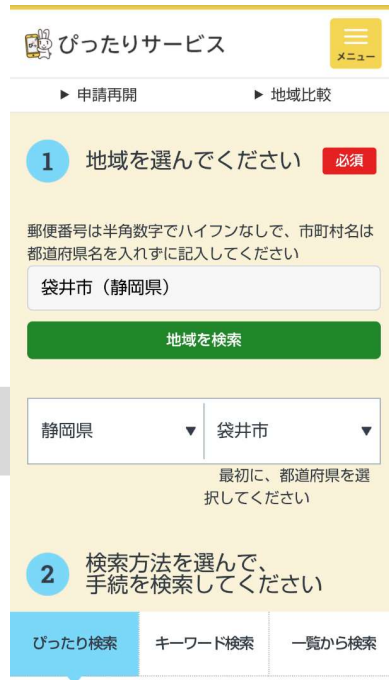 ぴったりサービス
メニュー
▶ 申請再開
▶ 地域比較
1 地域を選んでください 必須
郵便番号は半角数字でハイフンなしで、市町村名は
都道府県名を入れずに記入してください
袋井市（静岡県）
地域を検索
静岡県 ▼ 袋井市 ▼
最初に、都道府県を選
択してください
2 検索方法を選んで、
手続を検索してください
ぴったり検索 キーワード検索 一覧から検索